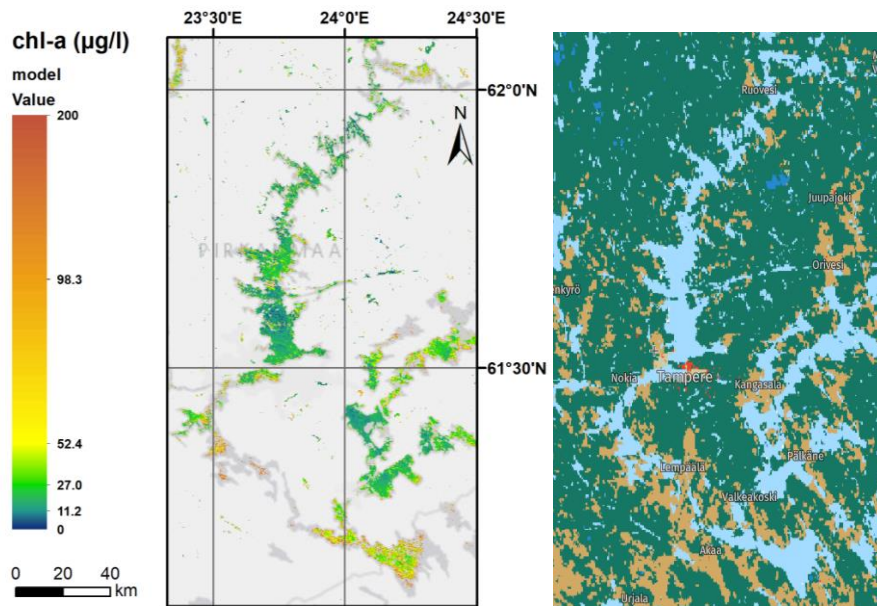 23°30'E 24°0'E 24°30'E
chl-a (µg/l)
model
Value
200
98.3
52.4
27.0
11.2
0
0 20 40
km
62°0'N
61°30'N
N
PIRKANMAA
Ruovesi
Juupajoki
Orivesi
enkyrö
Nokia
Tampere
Kangasala
Lempäälä
Pälkäne
Valkeakoski
Akaa
Urjala